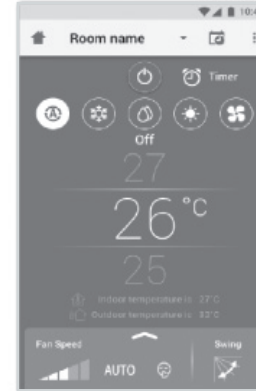 10:4
Room name
Timer
Off
27
26°C
25
Indoor temperature is 27°C
Outdoor temperature is 32°C
Fan Speed
Swing
AUTO